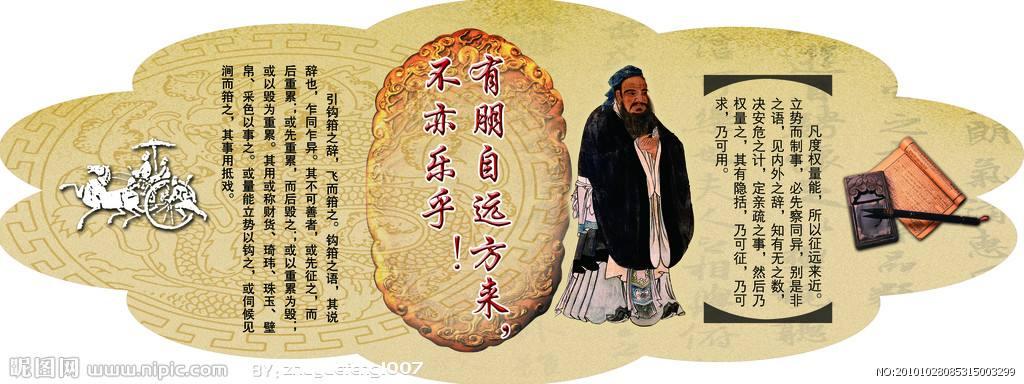 凡度权量能，所以征远来近。
立势而制事，必先察同异，别是非
之语，见内外之辞，知有无之数，
决安危之计，定亲疏之事，然后乃
权量之，其有隐括，乃可征，乃可
求，乃可用。
有朋自远方来，
不亦乐乎！
引钩箝之辞，飞而箝之。钩箝之语，其说
辞也，乍同乍异。其不可善者，或先征之，而
后重累；或先重累，而后毁之；或以重累为毁；
或以毁为重累。其用或称财货、琦玮、珠玉、壁
帛、采色以事之。或量能立势以钩之，或伺候见
涧而箝之，其事用抵戏。
昵图网 www.nipic.com BY:
NO:20101028085315003299